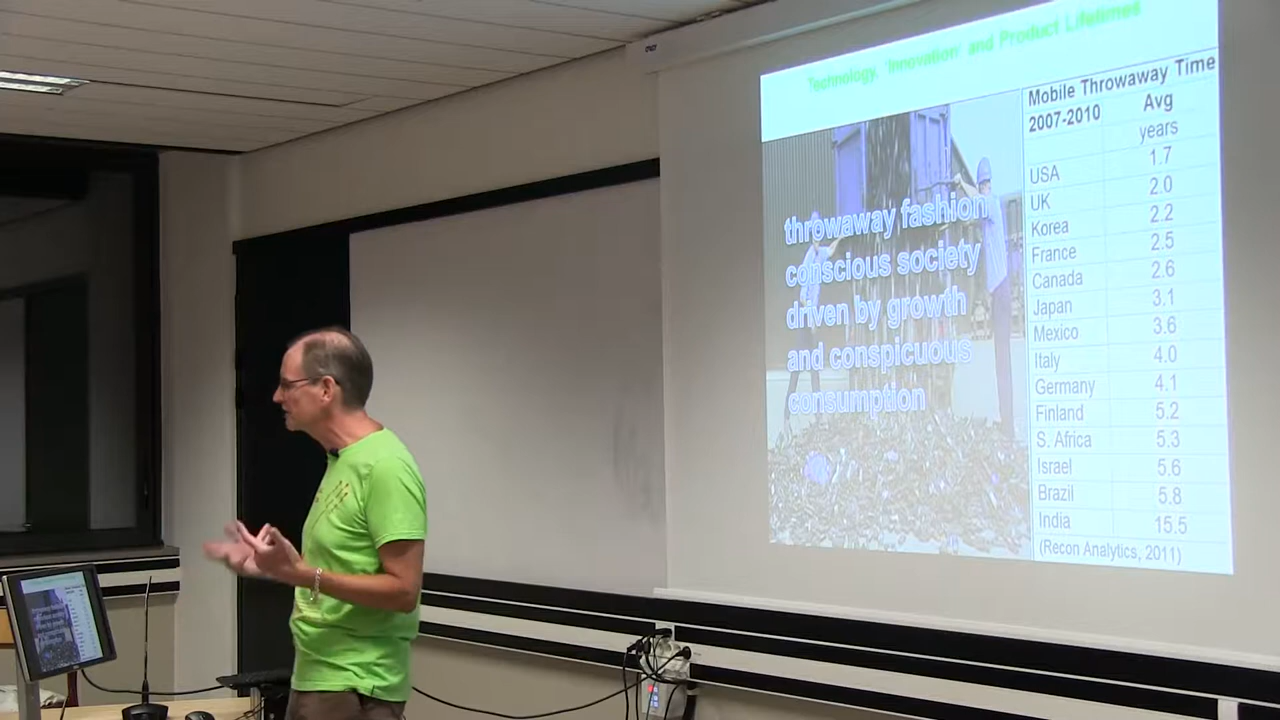 Technology, 'Innovation' and Product Lifetimes
throwaway fashion
conscious society
driven by growth
and conspicuous
consumption
Mobile Throwaway Time
2007-2010 Avg
years
USA 1.7
UK 2.0
Korea 2.2
France 2.5
Canada 2.6
Japan 3.1
Mexico 3.6
Italy 4.0
Germany 4.1
Finland 5.2
S. Africa 5.3
Israel 5.6
Brazil 5.8
India 15.5
(Recon Analytics, 2011)